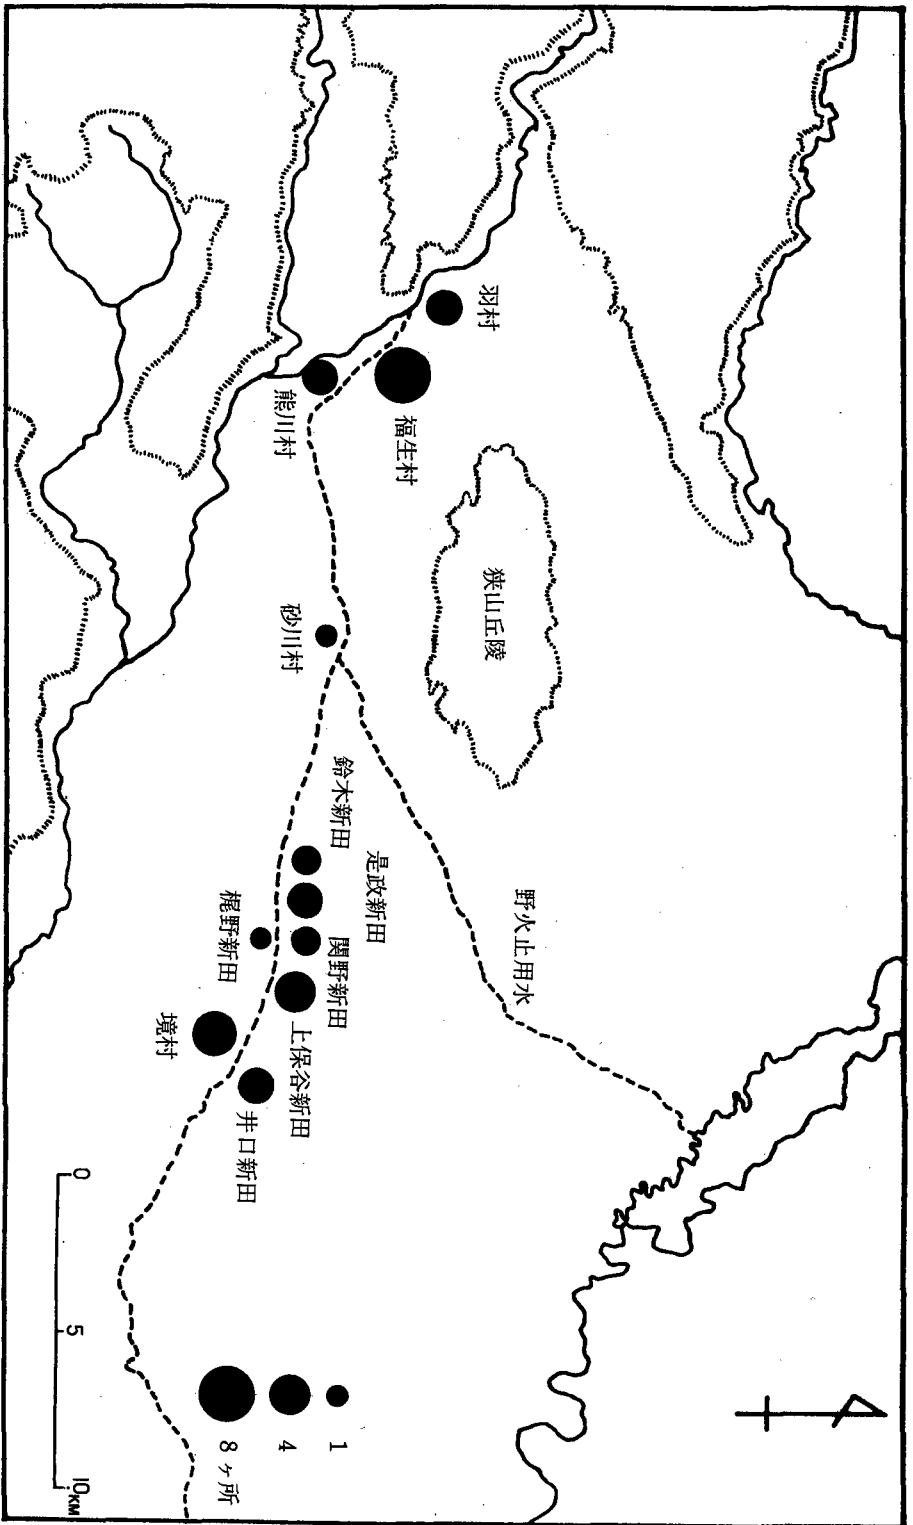 羽村
福生村
熊川村
狭山丘陵
砂川村
野火止用水
鈴木新田
是政新田
関野新田
梶野新田
上保谷新田
境村
井口新田
0
5
10KM
1
4
8ヶ所